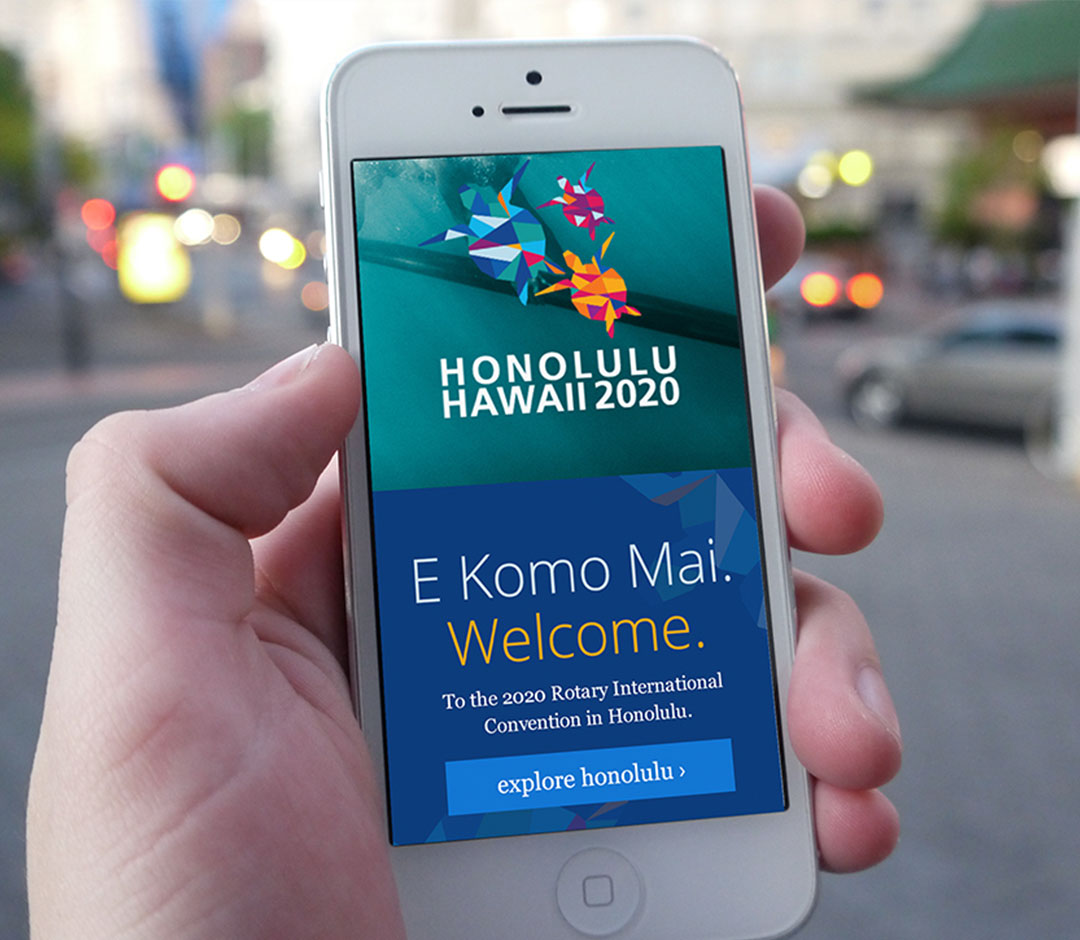 HONOLULU
HAWAII 2020
E Komo Mai.
Welcome.
To the 2020 Rotary International
Convention in Honolulu.
explore honolulu ›